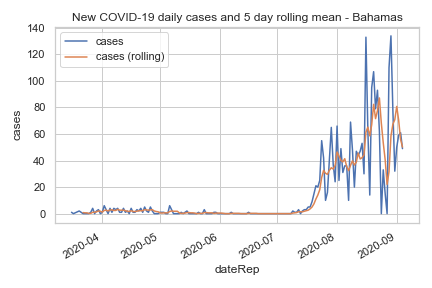 New COVID-19 daily cases and 5 day rolling mean - Bahamas
140
120
100
80
60
40
20
0
cases
cases
cases (rolling)
2020-04
2020-05
2020-06
2020-07
2020-08
2020-09
dateRep